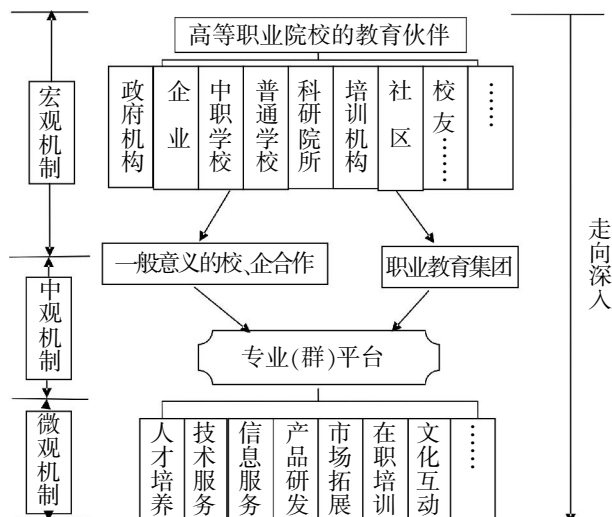 高等职业院校的教育伙伴
宏观机制
政府机构
企业
中职学校
普通学校
科研院所
培训机构
社区
校友……
……
一般意义的校、企合作
职业教育集团
走向深入
中观机制
专业(群)平台
微观机制
人才培养
技术服务
信息服务
产品研发
市场拓展
在职培训
文化互动
……